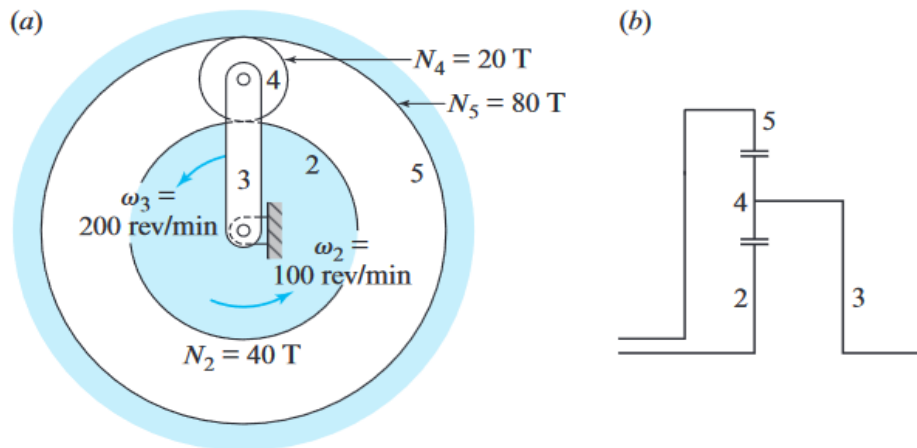 (a)
N₄ = 20 T
4
N₅ = 80 T
2
5
3
ω₃ =
200 rev/min
ω₂ =
100 rev/min
N₂ = 40 T
(b)
5
4
2
3